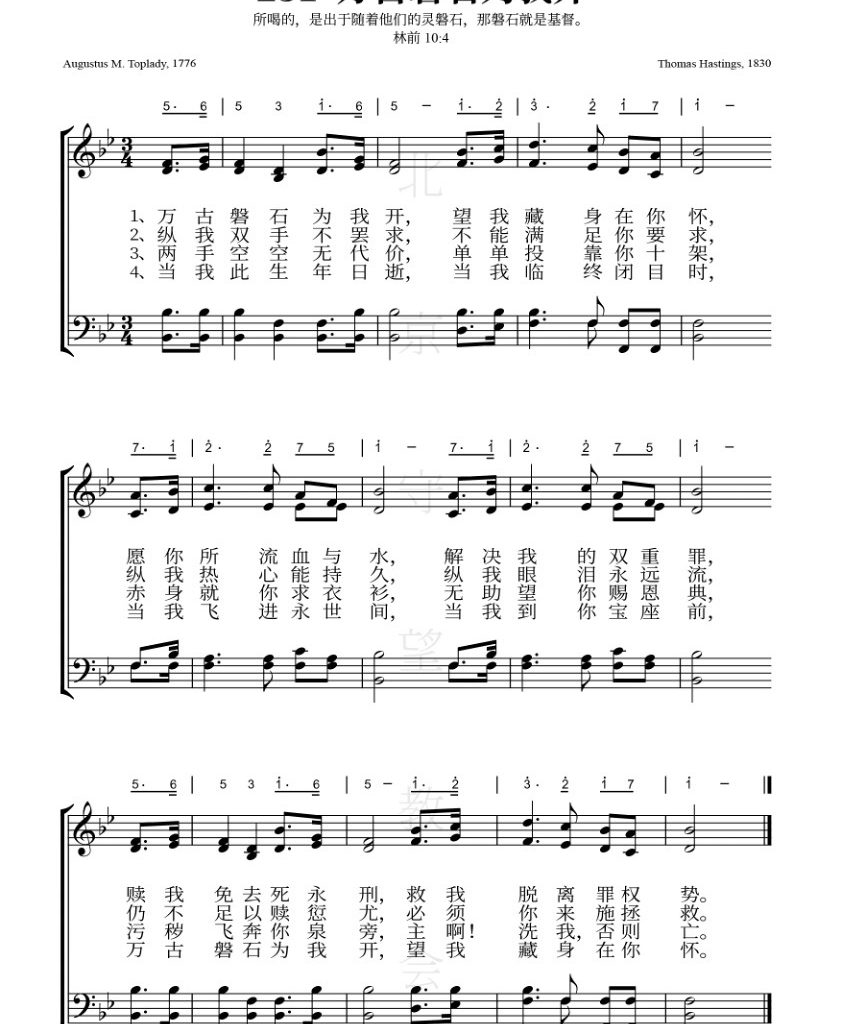 所喝的，是出于随着他们的灵磐石，那磐石就是基督。
林前 10:4
Augustus M. Toplady, 1776 Thomas Hastings, 1830
5· 6 | 5 3 1· 6 | 5 – 1· 2 | 3· 2 1 7 | 1 –
1、万古磐石为我开，望我藏身在你怀，
2、纵我双手不罢求，不能满足你要求，
3、两手空空无代价，单单投靠你十架，
4、当我此生年日逝，当我临终闭目时，
7· 1 | 2· 2 7 5 | 1 – 7· 1 | 2· 2 7 5 | 1 –
愿你所流血与水，解决我的双重罪，
纵我热心能持久，纵我眼泪永远流，
赤身就你求衣衫，无助望你赐恩典，
当我飞进永世间，当我到你宝座前，
5· 6 | 5 3 1· 6 | 5 – 1· 2 | 3· 2 1 7 | 1 –
赎我免去死永刑，救我脱离罪权势。
仍不足以赎愆尤，必须你来施拯救。
污秽飞奔你泉旁，主啊！洗我，否则亡。
万古磐石为我开，望我藏身在你怀。
北京守望教会